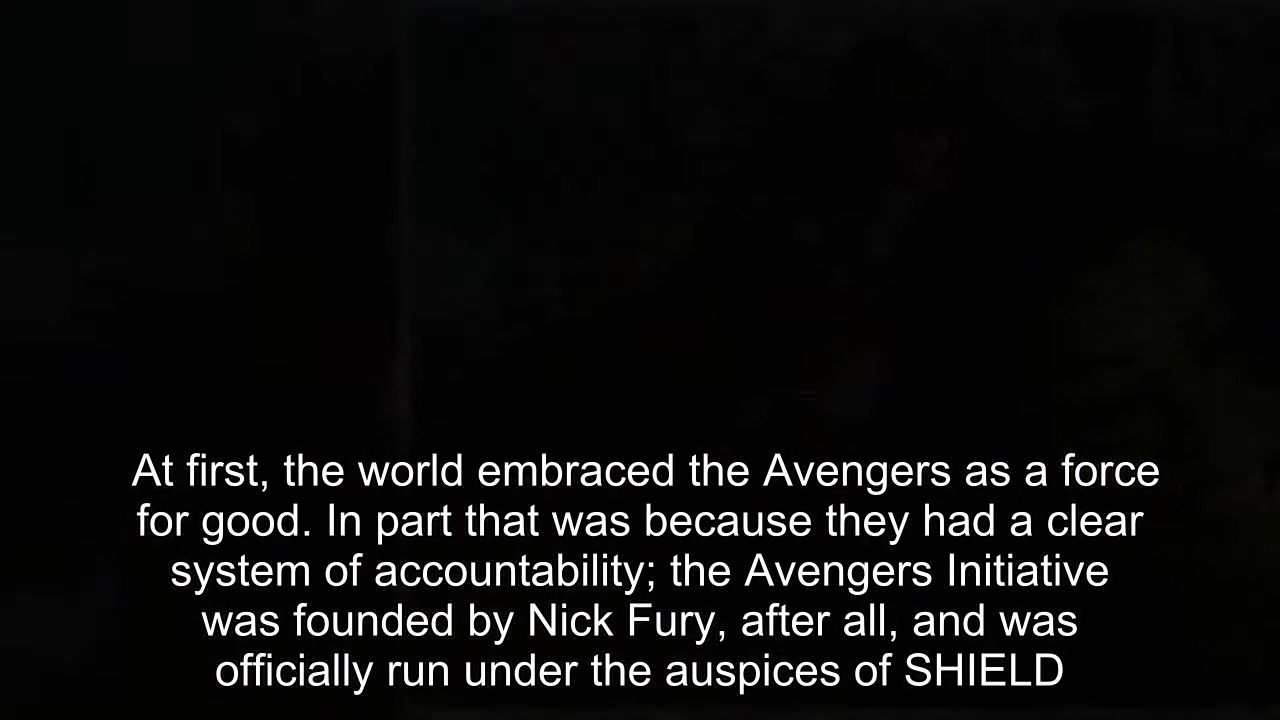 At first, the world embraced the Avengers as a force
for good. In part that was because they had a clear
system of accountability; the Avengers Initiative
was founded by Nick Fury, after all, and was
officially run under the auspices of SHIELD